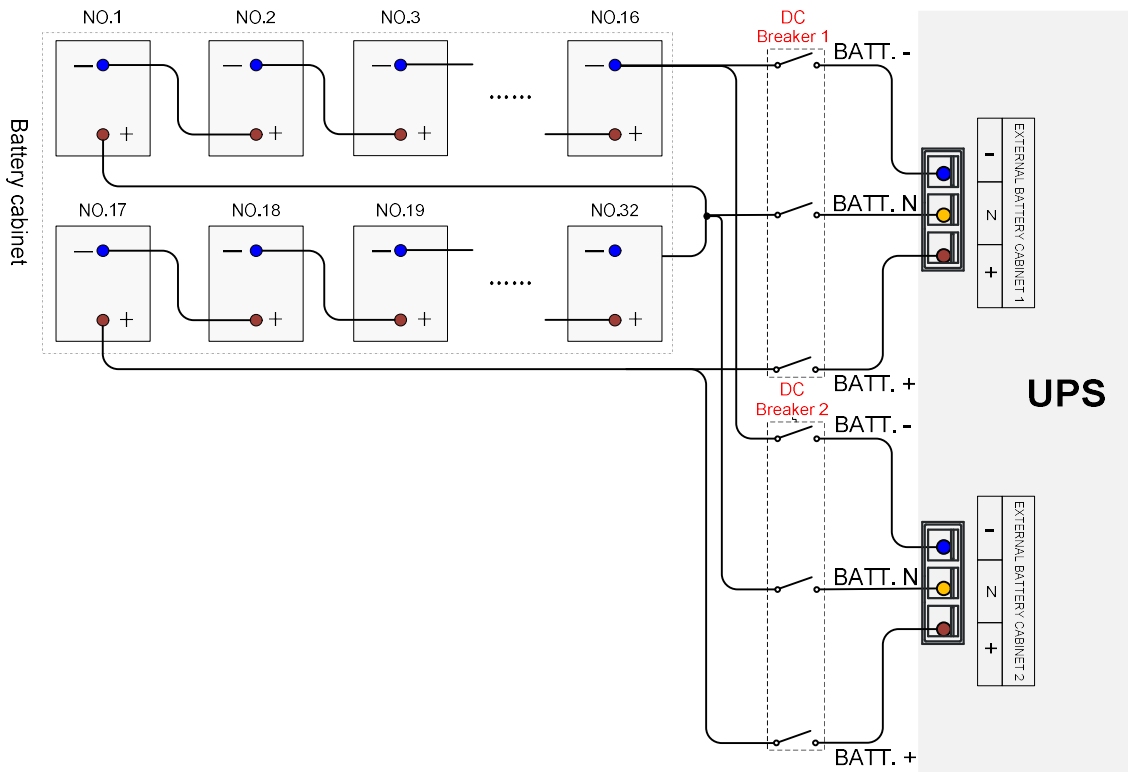 NO.1
NO.2
NO.3
NO.16
DC
Breaker 1
BATT. -
— — — —
......
+ + + +
Battery cabinet
EXTERNAL BATTERY CABINET 1
- N +
BATT. N
NO.17
NO.18
NO.19
NO.32
— — — —
......
+ + + +
BATT. +
UPS
DC
Breaker 2
BATT. -
EXTERNAL BATTERY CABINET 2
- N +
BATT. N
BATT. +